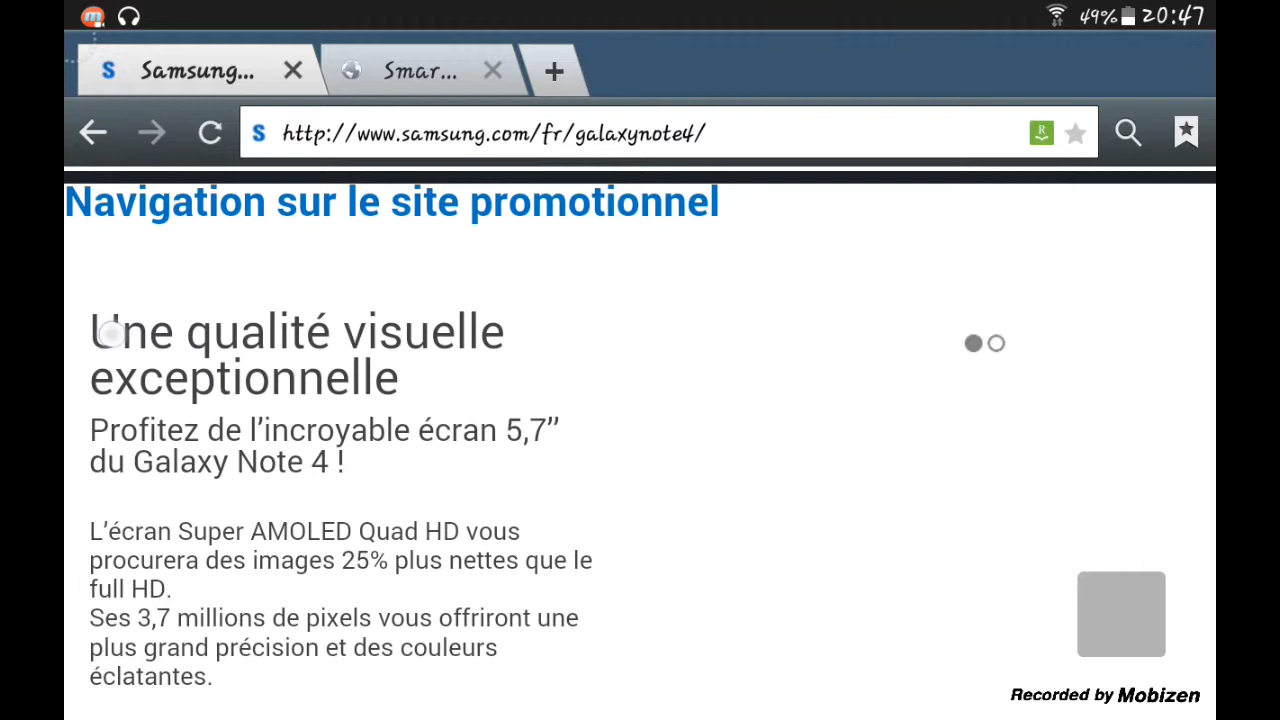 49% 20:47
Samsung... Smar...
http://www.samsung.com/fr/galaxynote4/
Navigation sur le site promotionnel
Une qualité visuelle
exceptionnelle
Profitez de l’incroyable écran 5,7’’
du Galaxy Note 4 !
L’écran Super AMOLED Quad HD vous
procurera des images 25% plus nettes que le
full HD.
Ses 3,7 millions de pixels vous offriront une
plus grand précision et des couleurs
éclatantes.
Recorded by Mobizen